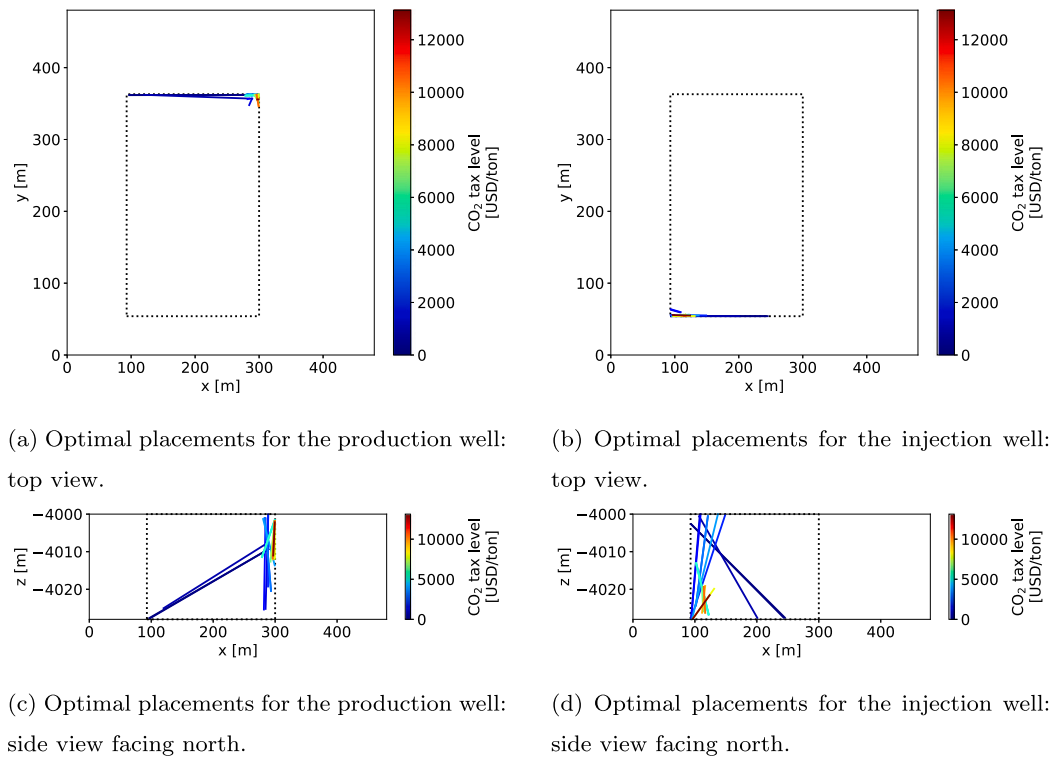 400
300
200
100
0
y [m]
0 100 200 300 400
x [m]
12000
10000
8000
6000
4000
2000
0
CO₂ tax level
[USD/ton]
400
300
200
100
0
y [m]
0 100 200 300 400
x [m]
12000
10000
8000
6000
4000
2000
0
CO₂ tax level
[USD/ton]
(a) Optimal placements for the production well:
top view.
(b) Optimal placements for the injection well:
top view.
−4000
−4010
−4020
z [m]
0 100 200 300 400
x [m]
10000
5000
0
CO₂ tax level
[USD/ton]
−4000
−4010
−4020
z [m]
0 100 200 300 400
x [m]
10000
5000
0
CO₂ tax level
[USD/ton]
(c) Optimal placements for the production well:
side view facing north.
(d) Optimal placements for the injection well:
side view facing north.